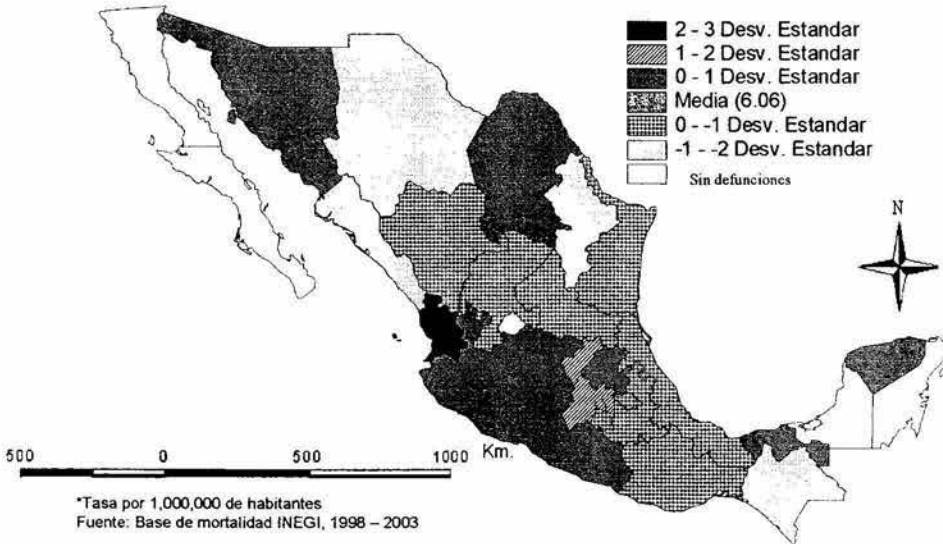 2 - 3 Desv. Estandar
1 - 2 Desv. Estandar
0 - 1 Desv. Estandar
Media (6.06)
0 - -1 Desv. Estandar
-1 - -2 Desv. Estandar
Sin defunciones
N
500 0 500 1000 Km.
*Tasa por 1,000,000 de habitantes
Fuente: Base de mortalidad INEGI, 1998 – 2003